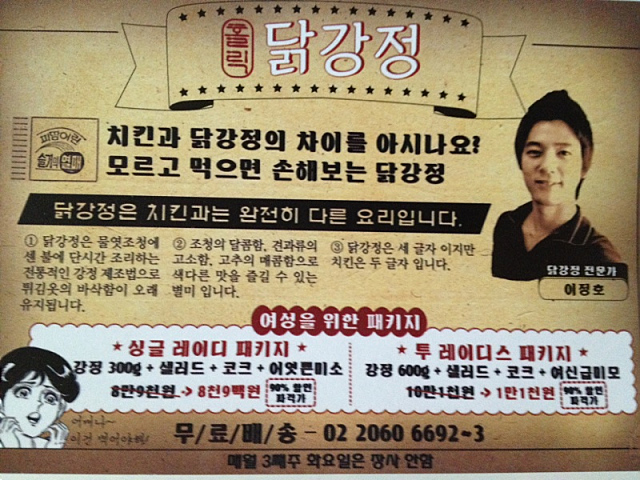 홀릭 닭강정
피땀어린
슬기와 연패
치킨과 닭강정의 차이를 아시나요?
모르고 먹으면 손해보는 닭강정
닭강정은 치킨과는 완전히 다른 요리입니다.
① 닭강정은 물엿조청에
센 불에 단시간 조리하는
전통적인 강정 제조법으로
튀김옷의 바삭함이 오래
유지됩니다.
② 조청의 달콤함, 견과류의
고소함, 고추의 매콤함으로
색다른 맛을 즐길 수 있는
별미 입니다.
③ 닭강정은 세 글자 이지만
치킨은 두 글자 입니다.
닭강정 전문가
이정호
여성을 위한 패키지
★ 싱글 레이디 패키지 ★
강정 300g + 샐러드 + 코크 + 어엿쁜미소
8만9천원 → 8천9백원 90% 할인 파격가
★ 투 레이디스 패키지 ★
강정 600g + 샐러드 + 코크 + 여신급미모
10만1천원 → 1만1천원 90% 할인 파격가
어머니~
이건 먹어야해!
무/료/배/송 - 02 2060 6692~3
매월 3째주 화요일은 장사 안함